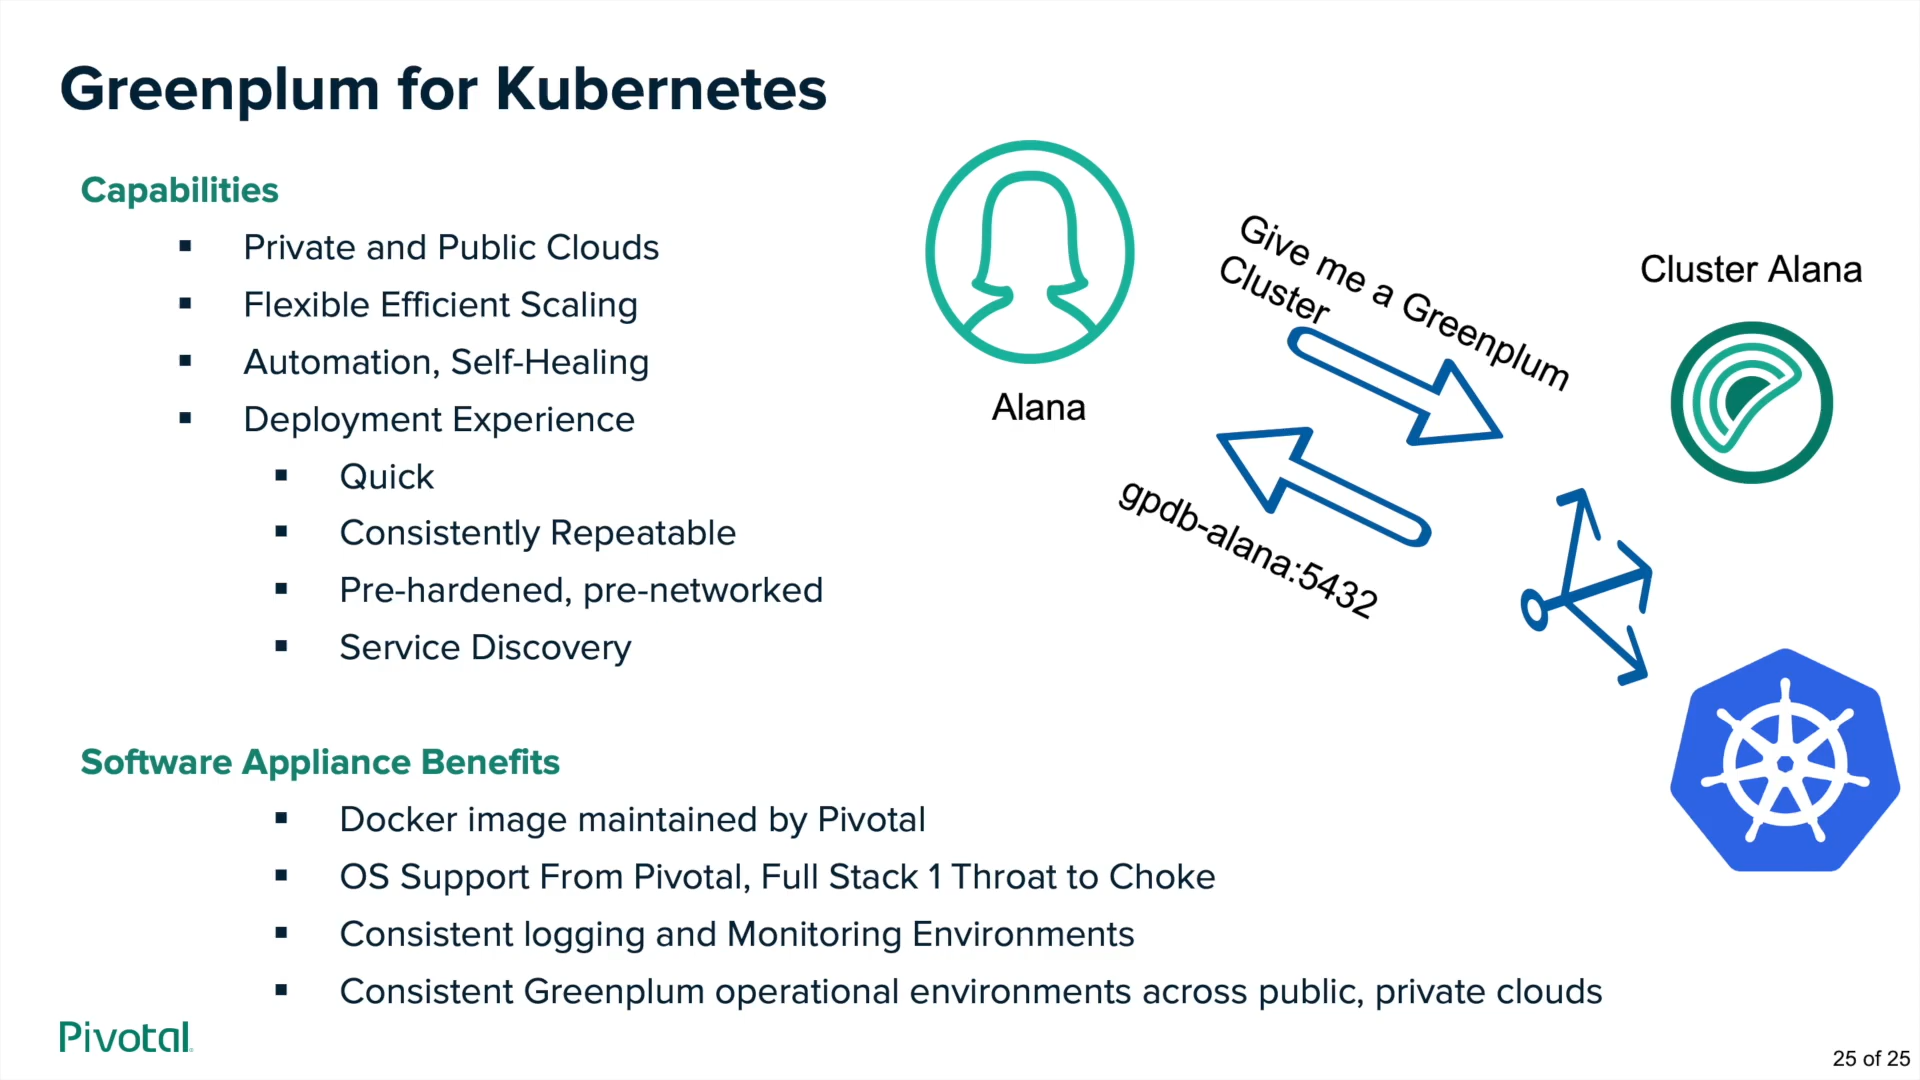 Greenplum for Kubernetes
Capabilities
▪ Private and Public Clouds
▪ Flexible Efficient Scaling
▪ Automation, Self-Healing
▪ Deployment Experience
▪ Quick
▪ Consistently Repeatable
▪ Pre-hardened, pre-networked
▪ Service Discovery
Software Appliance Benefits
▪ Docker image maintained by Pivotal
▪ OS Support From Pivotal, Full Stack 1 Throat to Choke
▪ Consistent logging and Monitoring Environments
▪ Consistent Greenplum operational environments across public, private clouds
Alana
Give me a Greenplum
Cluster
gpdb-alana:5432
Cluster Alana
Pivotal
25 of 25